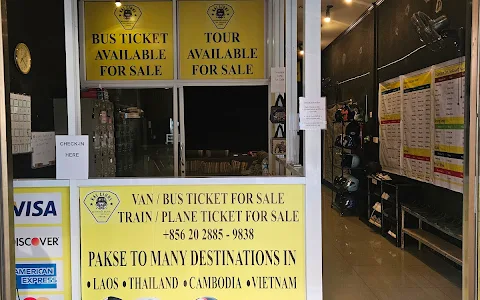 BUS TICKET
AVAILABLE
FOR SALE
TOUR
AVAILABLE
FOR SALE
CHECK-IN
HERE
VISA
DISCOVER
AMERICAN
EXPRESS
VAN / BUS TICKET FOR SALE
TRAIN / PLANE TICKET FOR SALE
+856 20 2885 - 9838
PAKSE TO MANY DESTINATIONS IN
• LAOS • THAILAND • CAMBODIA • VIETNAM